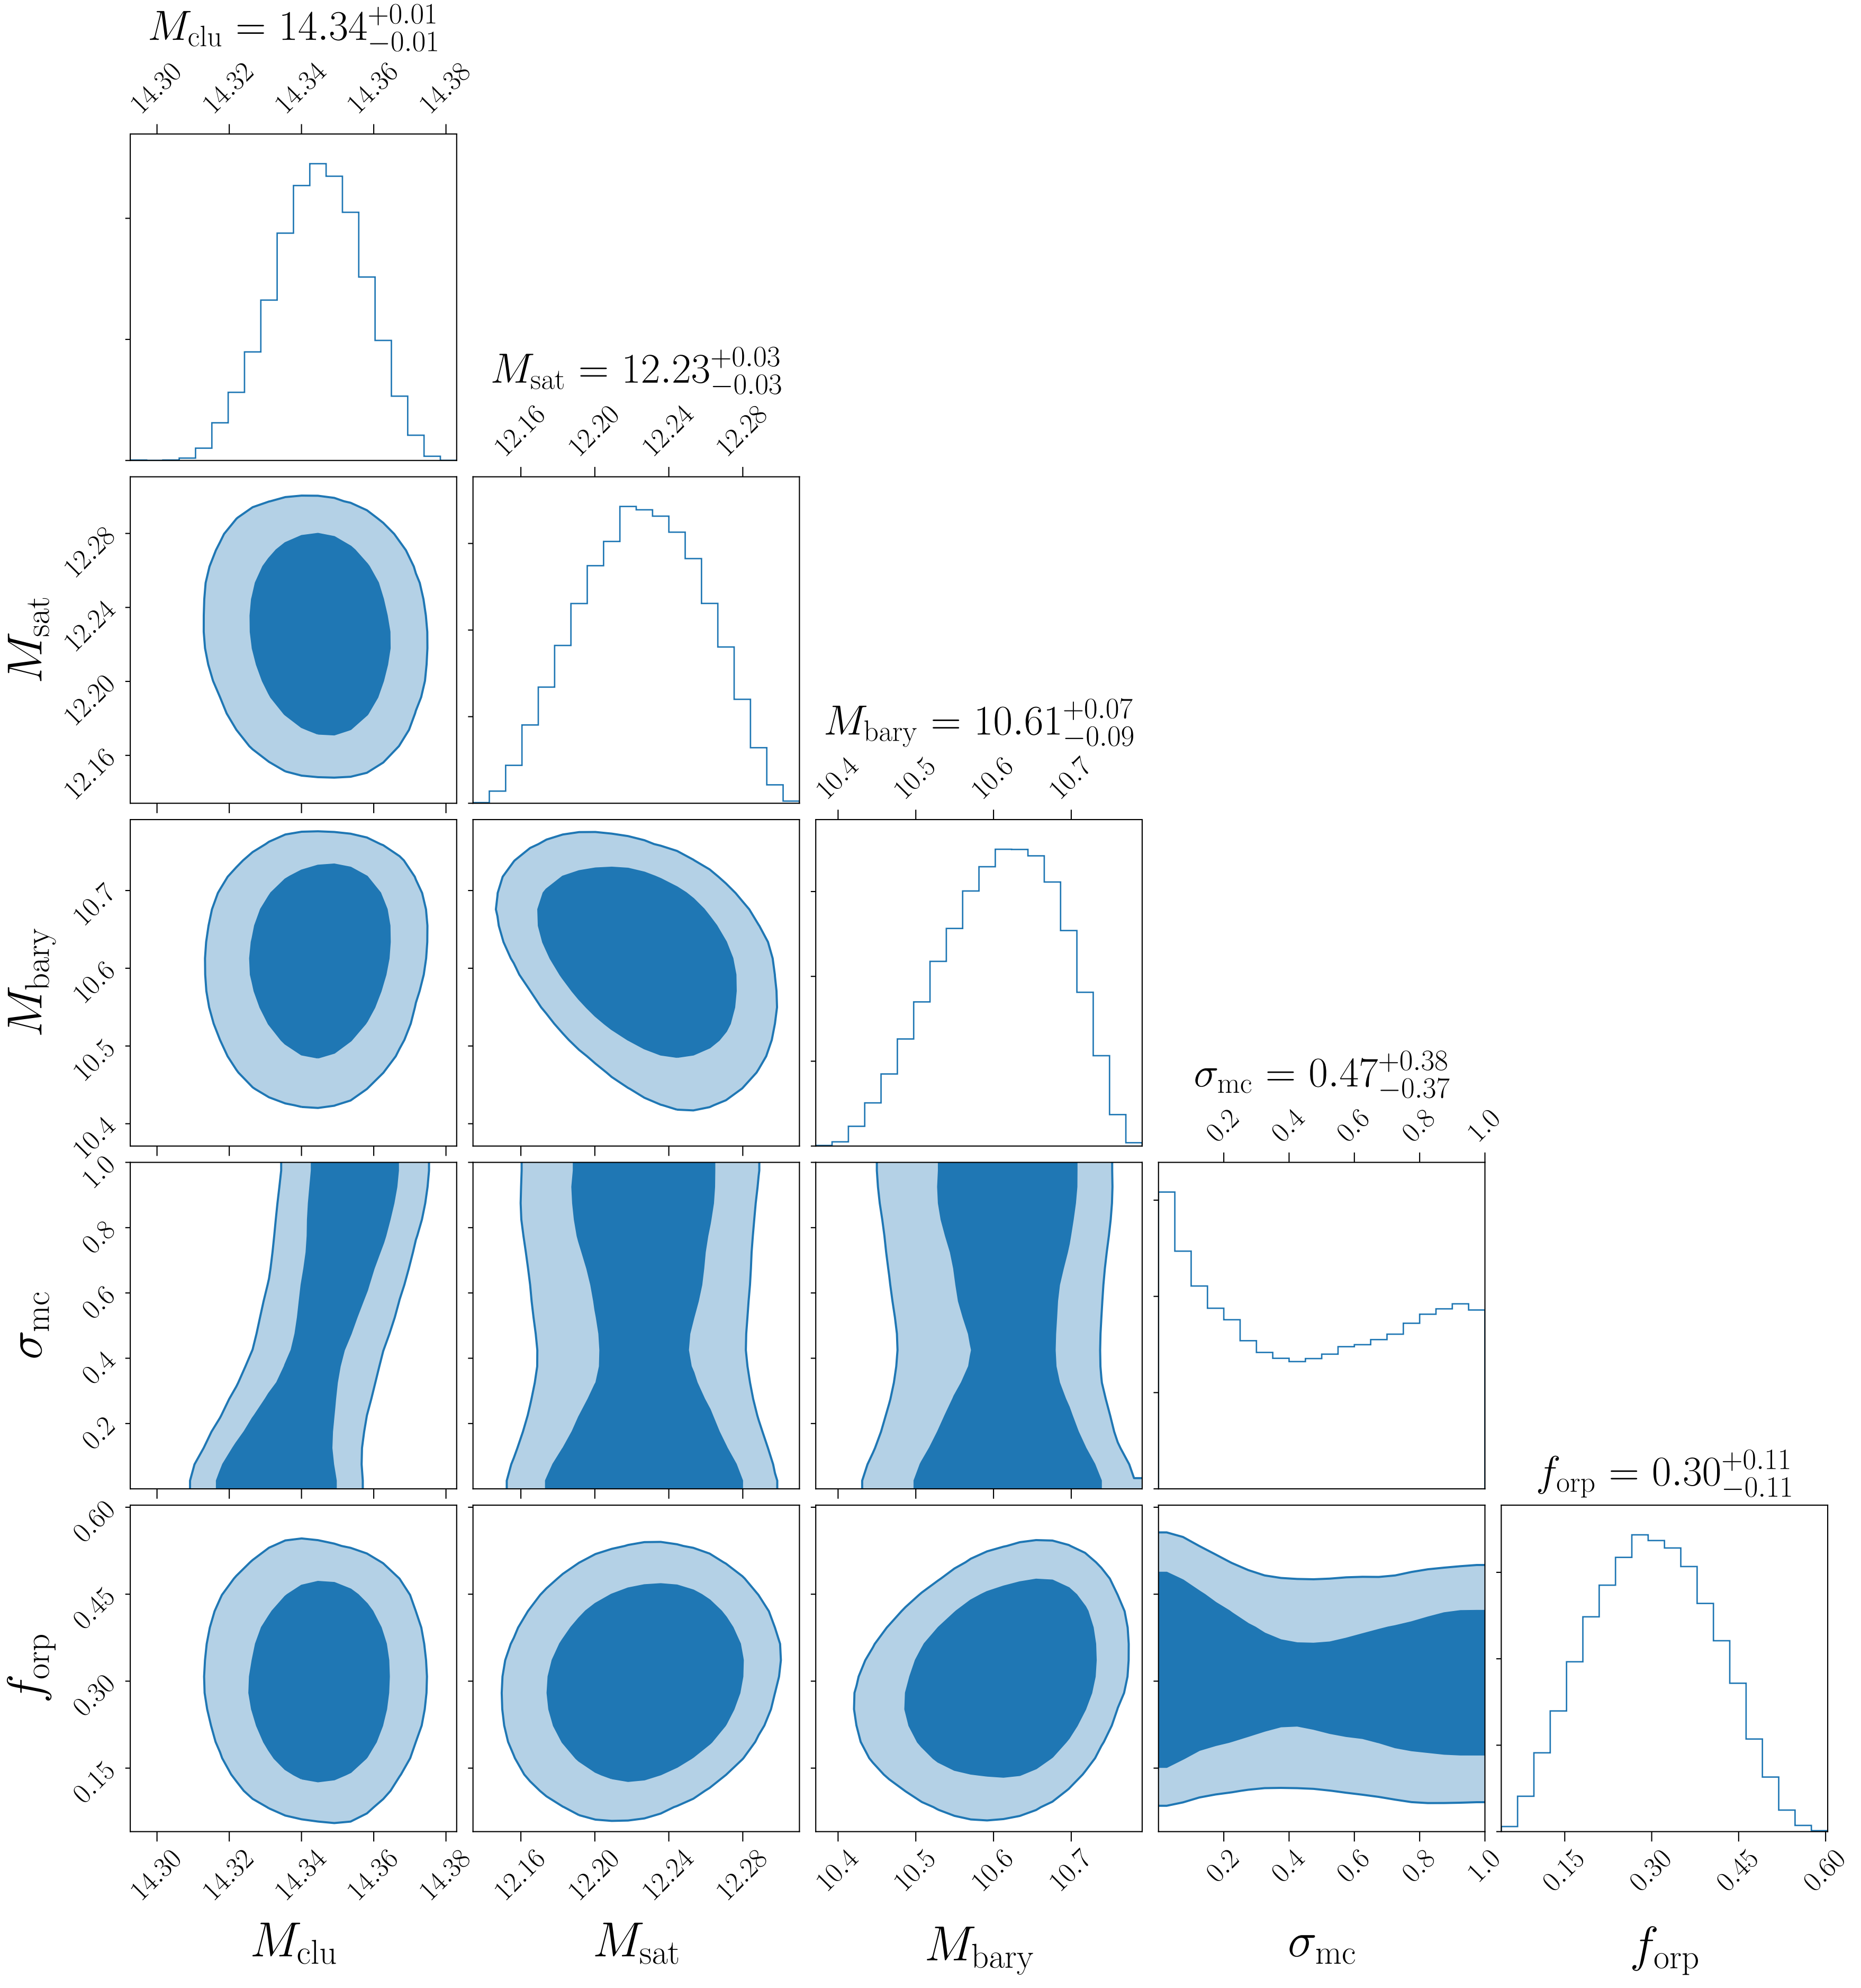 M_clu = 14.34^{+0.01}_{−0.01}
14.30 14.32 14.34 14.36 14.38
M_sat = 12.23^{+0.03}_{−0.03}
12.16 12.20 12.24 12.28
M_sat
12.28
12.24
12.20
12.16
M_bary = 10.61^{+0.07}_{−0.09}
10.4 10.5 10.6 10.7
M_bary
10.7
10.6
10.5
10.4
σ_mc = 0.47^{+0.38}_{−0.37}
0.2 0.4 0.6 0.8 1.0
σ_mc
1.0
0.8
0.6
0.4
0.2
f_orp = 0.30^{+0.11}_{−0.11}
f_orp
0.60
0.45
0.30
0.15
14.30 14.32 14.34 14.36 14.38 12.16 12.20 12.24 12.28 10.4 10.5 10.6 10.7 0.2 0.4 0.6 0.8 1.0 0.15 0.30 0.45 0.60
M_clu M_sat M_bary σ_mc f_orp